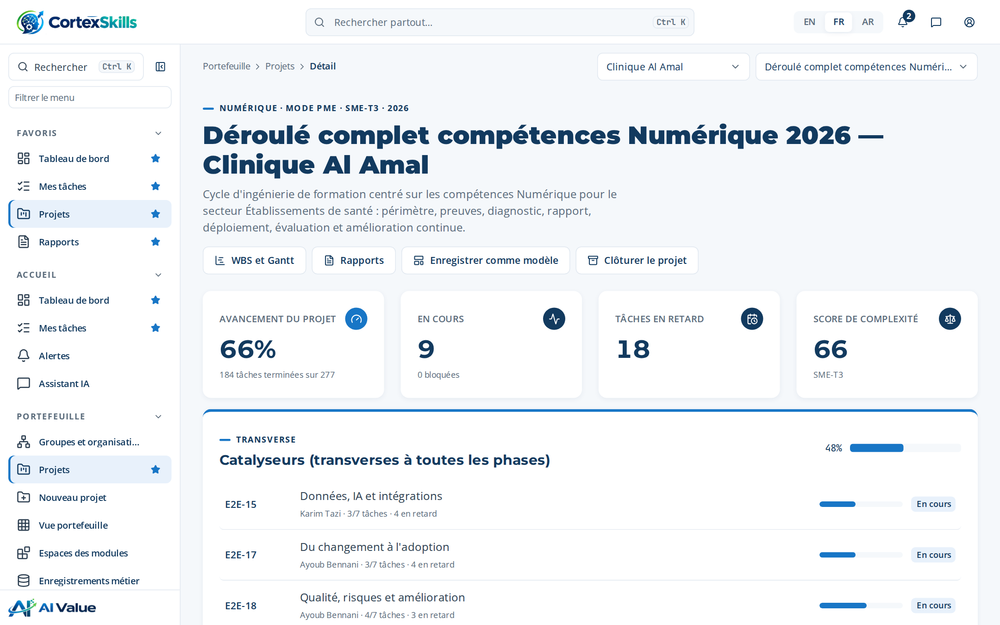 CortexSkills
Rechercher partout...
Ctrl K
EN
FR
AR
2
Rechercher
Ctrl K
Filtrer le menu
FAVORIS
Tableau de bord
Mes tâches
Projets
Rapports
ACCUEIL
Tableau de bord
Mes tâches
Alertes
Assistant IA
PORTEFEUILLE
Groupes et organisati...
Projets
Nouveau projet
Vue portefeuille
Espaces des modules
Enregistrements métier
AI Value
Portefeuille
Projets
Détail
Clinique Al Amal
Déroulé complet compétences Numéri...
NUMÉRIQUE · MODE PME · SME-T3 · 2026
Déroulé complet compétences Numérique 2026 —
Clinique Al Amal
Cycle d'ingénierie de formation centré sur les compétences Numérique pour le
secteur Établissements de santé : périmètre, preuves, diagnostic, rapport,
déploiement, évaluation et amélioration continue.
WBS et Gantt
Rapports
Enregistrer comme modèle
Clôturer le projet
AVANCEMENT DU PROJET
66%
184 tâches terminées sur 277
EN COURS
9
0 bloquées
TÂCHES EN RETARD
18
SCORE DE COMPLEXITÉ
66
SME-T3
TRANSVERSE
Catalyseurs (transverses à toutes les phases)
48%
E2E-15
Données, IA et intégrations
Karim Tazi · 3/7 tâches · 4 en retard
En cours
E2E-17
Du changement à l'adoption
Ayoub Bennani · 3/7 tâches · 4 en retard
En cours
E2E-18
Qualité, risques et amélioration
Ayoub Bennani · 4/7 tâches · 3 en retard
En cours